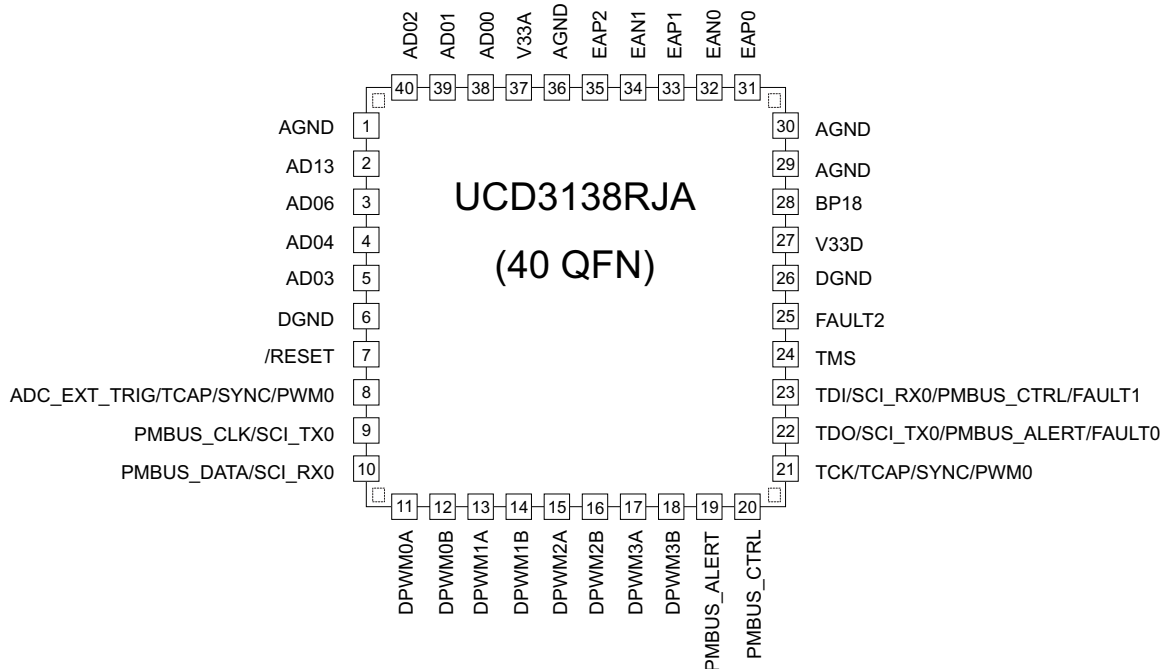 AD02
AD01
AD00
V33A
AGND
EAP2
EAN1
EAP1
EAN0
EAP0
40
39
38
37
36
35
34
33
32
31
AGND 1
AD13 2
AD06 3
AD04 4
AD03 5
DGND 6
/RESET 7
ADC_EXT_TRIG/TCAP/SYNC/PWM0 8
PMBUS_CLK/SCI_TX0 9
PMBUS_DATA/SCI_RX0 10
UCD3138RJA
(40 QFN)
30 AGND
29 AGND
28 BP18
27 V33D
26 DGND
25 FAULT2
24 TMS
23 TDI/SCI_RX0/PMBUS_CTRL/FAULT1
22 TDO/SCI_TX0/PMBUS_ALERT/FAULT0
21 TCK/TCAP/SYNC/PWM0
11
12
13
14
15
16
17
18
19
20
DPWM0A
DPWM0B
DPWM1A
DPWM1B
DPWM2A
DPWM2B
DPWM3A
DPWM3B
PMBUS_ALERT
PMBUS_CTRL